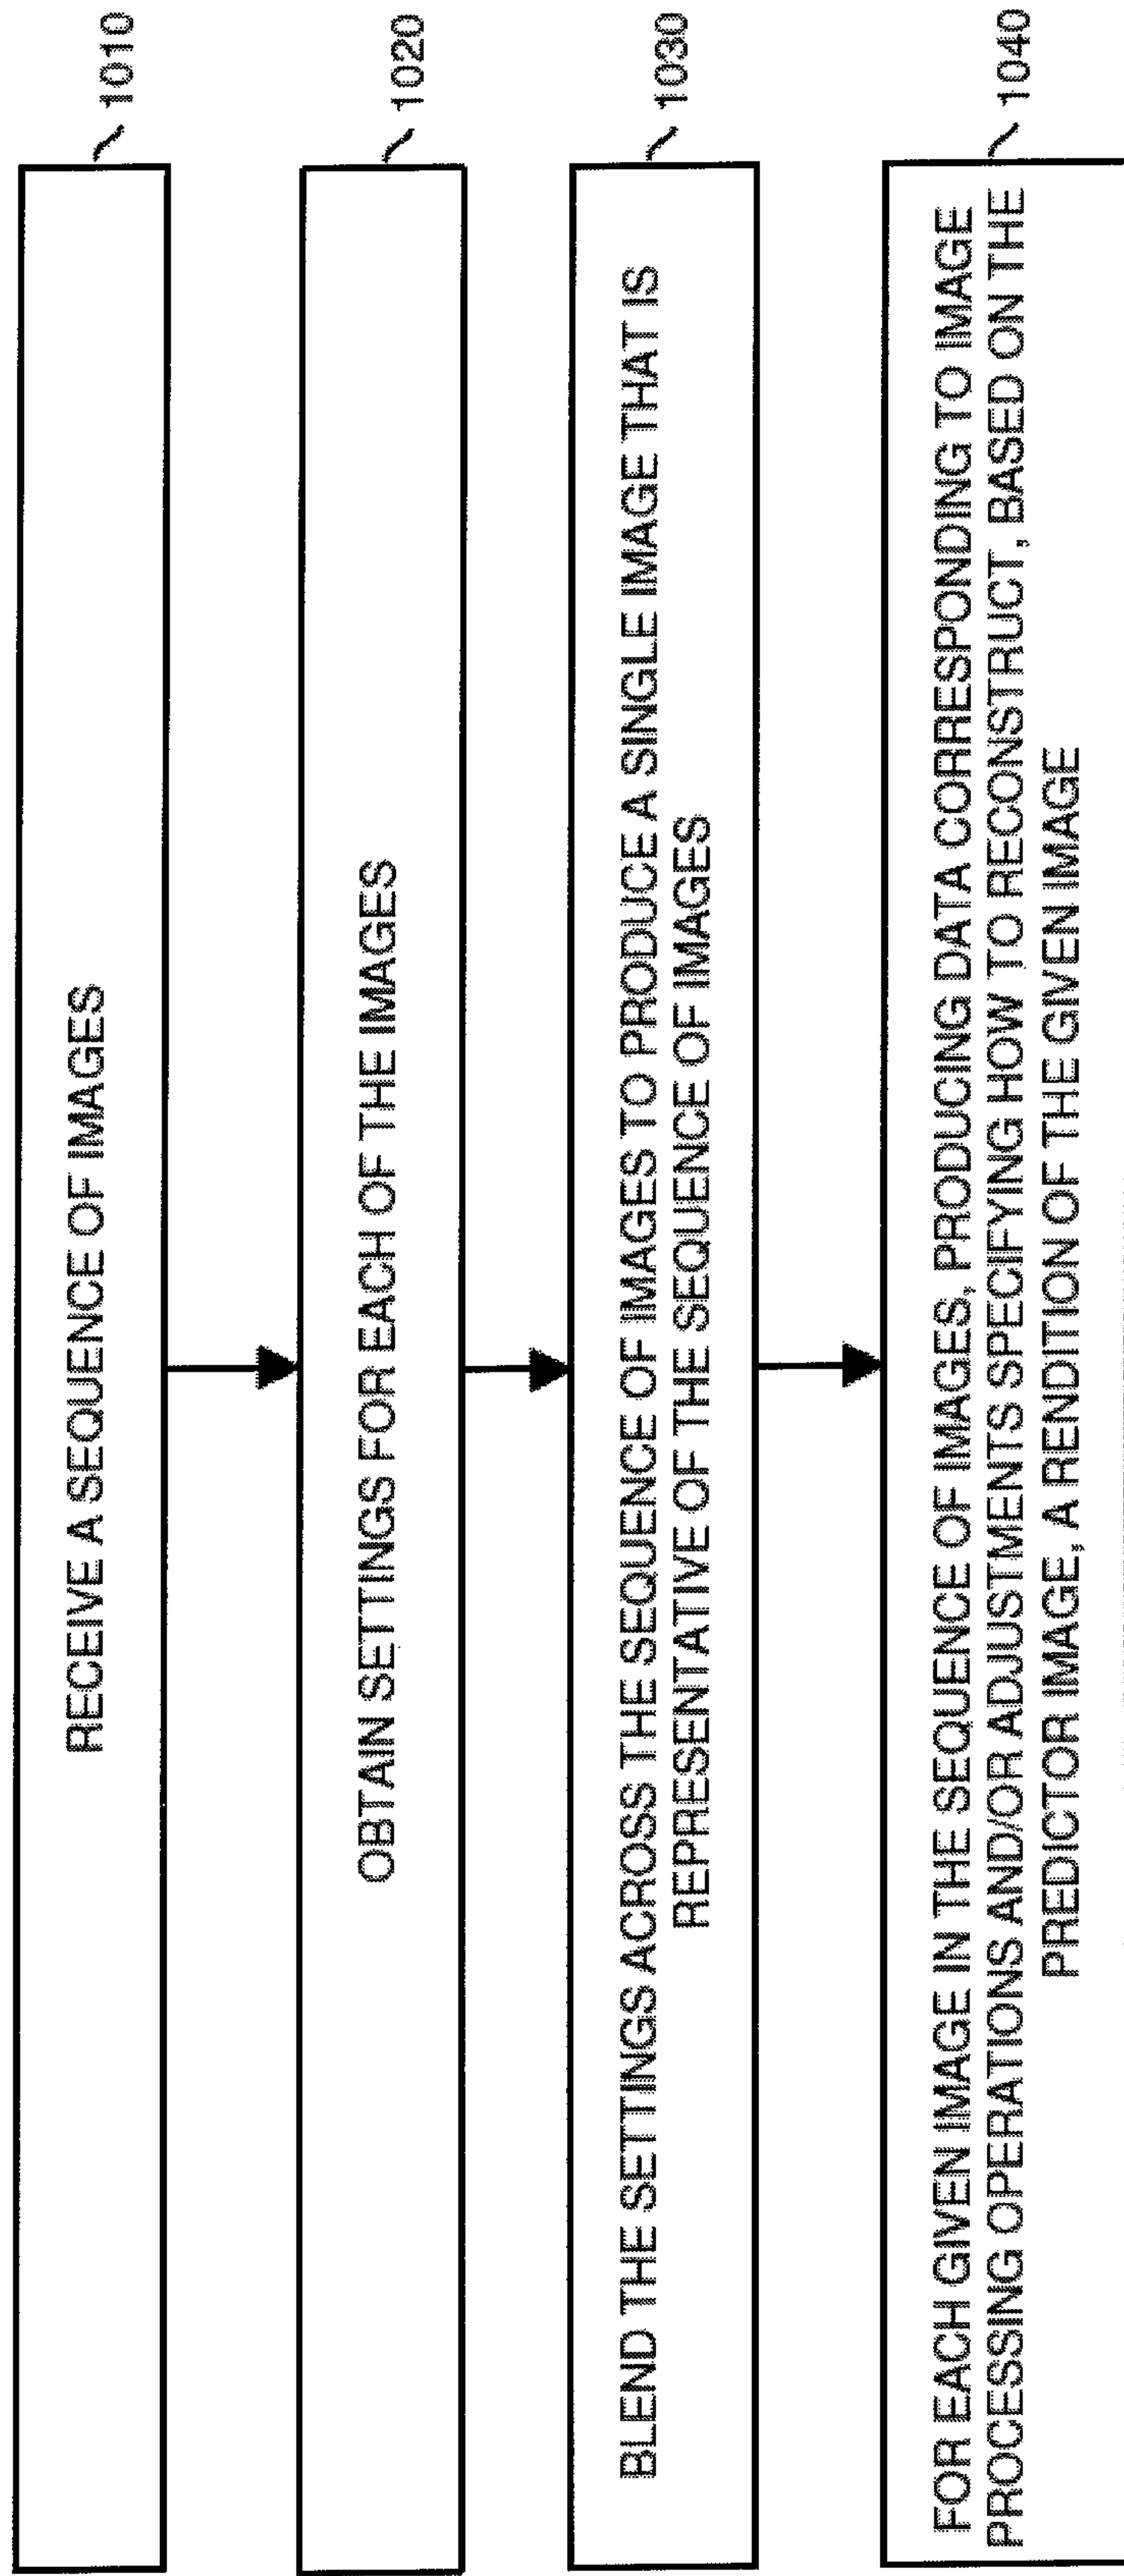 RECEIVE A SEQUENCE OF IMAGES
1010
OBTAIN SETTINGS FOR EACH OF THE IMAGES
1020
BLEND THE SETTINGS ACROSS THE SEQUENCE OF IMAGES TO PRODUCE A SINGLE IMAGE THAT IS
REPRESENTATIVE OF THE SEQUENCE OF IMAGES
1030
FOR EACH GIVEN IMAGE IN THE SEQUENCE OF IMAGES, PRODUCING DATA CORRESPONDING TO IMAGE
PROCESSING OPERATIONS AND/OR ADJUSTMENTS SPECIFYING HOW TO RECONSTRUCT, BASED ON THE
PREDICTOR IMAGE, A RENDITION OF THE GIVEN IMAGE
1040